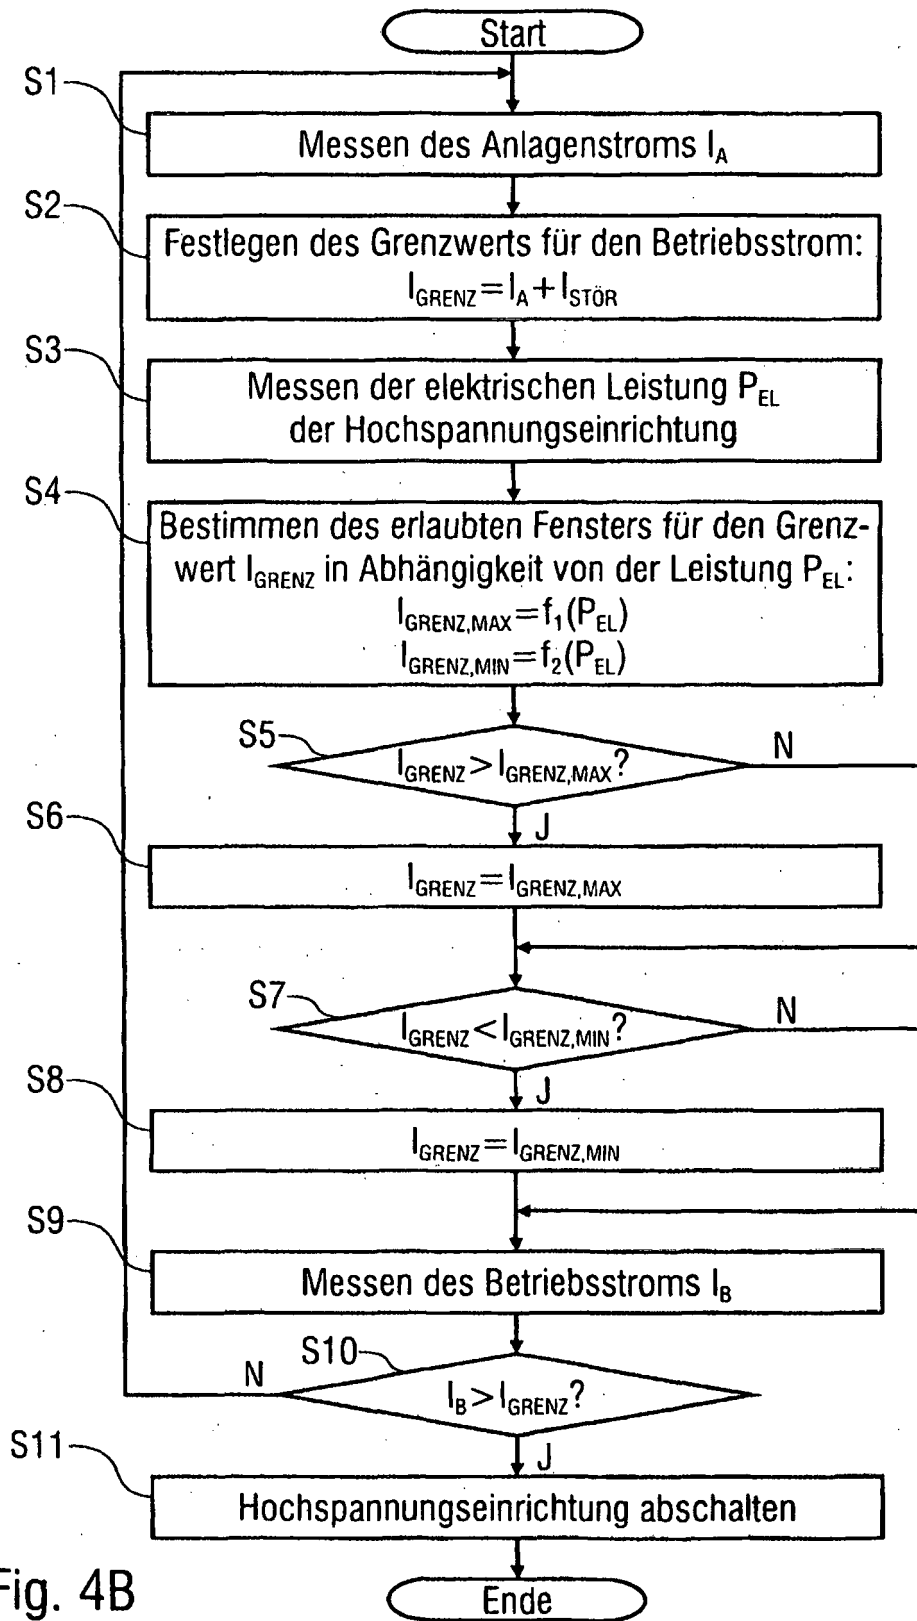 Start
S1
Messen des Anlagenstroms I_A
S2
Festlegen des Grenzwerts für den Betriebsstrom:
I_GRENZ = I_A + I_STÖR
S3
Messen der elektrischen Leistung P_EL
der Hochspannungseinrichtung
S4
Bestimmen des erlaubten Fensters für den Grenz-
wert I_GRENZ in Abhängigkeit von der Leistung P_EL:
I_GRENZ,MAX = f_1(P_EL)
I_GRENZ,MIN = f_2(P_EL)
S5
I_GRENZ > I_GRENZ,MAX?
N
J
S6
I_GRENZ = I_GRENZ,MAX
S7
I_GRENZ < I_GRENZ,MIN?
N
J
S8
I_GRENZ = I_GRENZ,MIN
S9
Messen des Betriebsstroms I_B
S10
N
I_B > I_GRENZ?
J
S11
Hochspannungseinrichtung abschalten
Fig. 4B
Ende